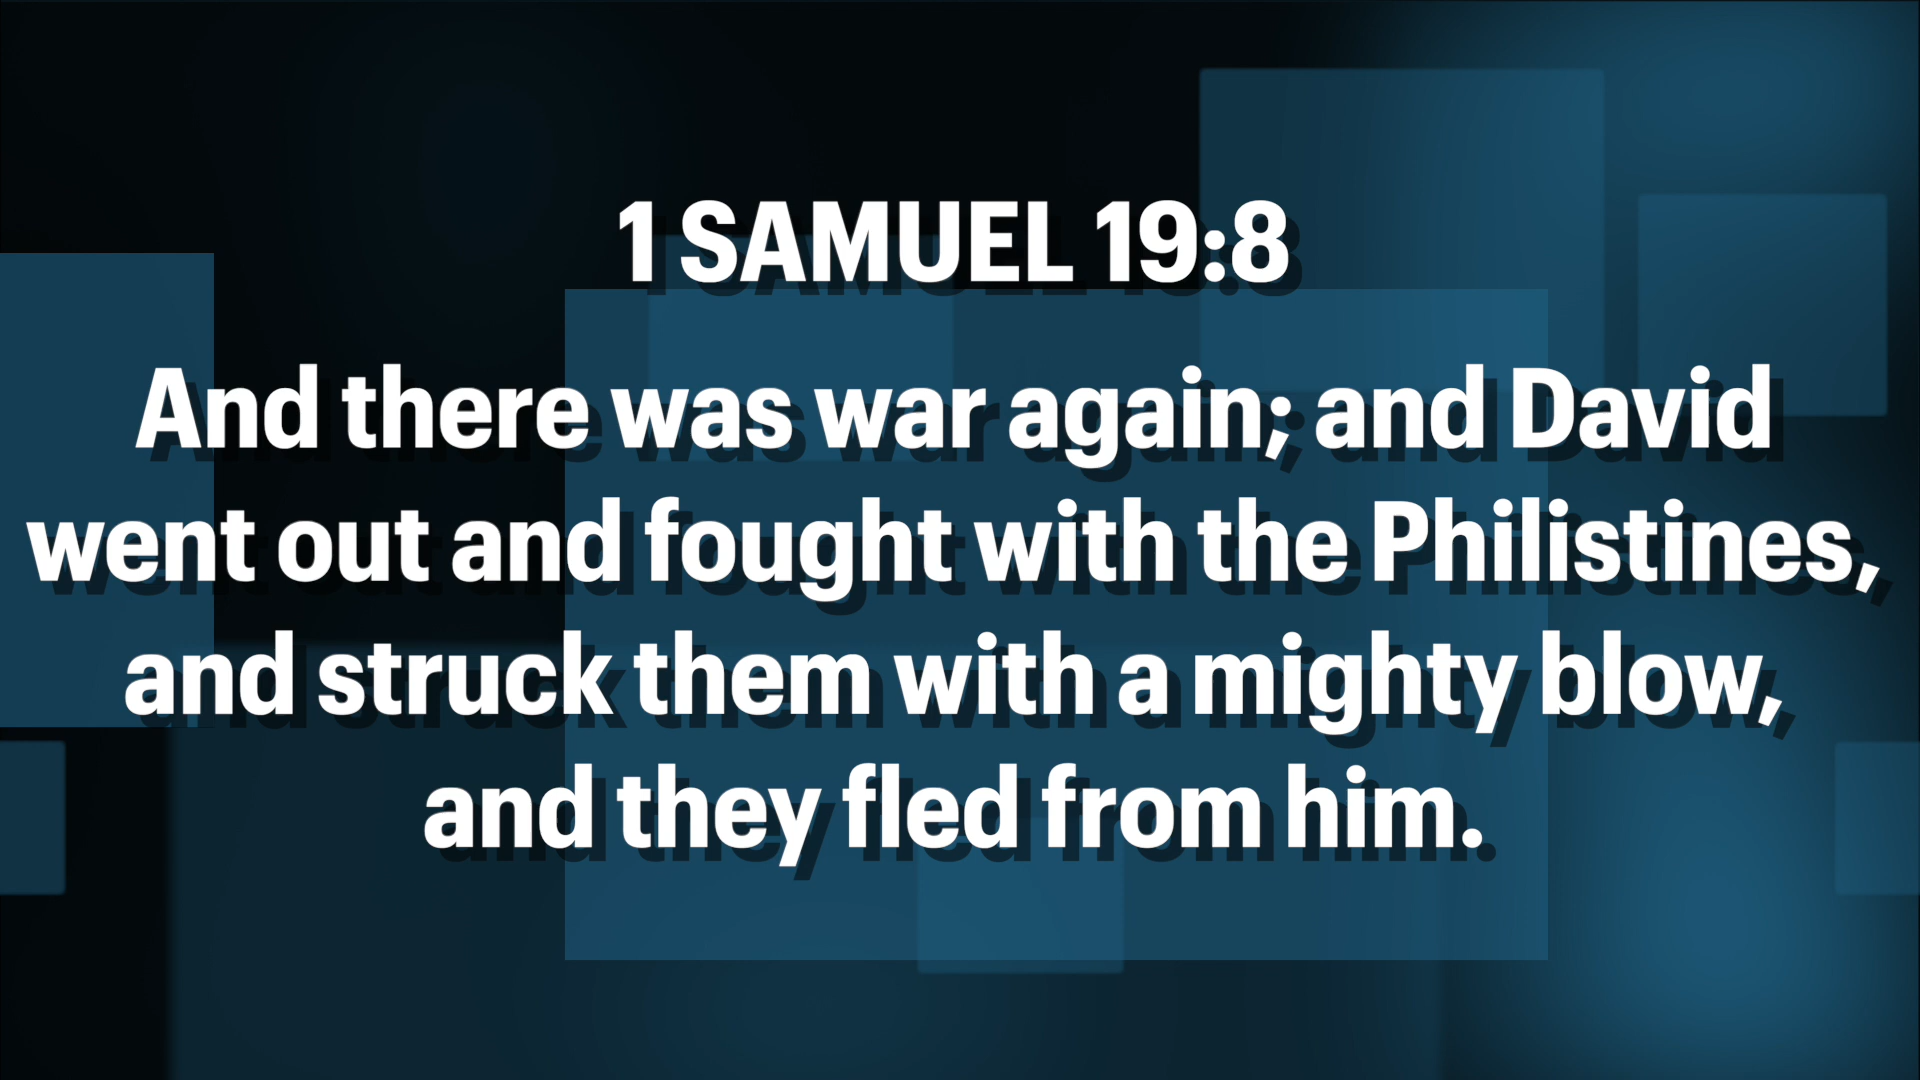 1 SAMUEL 19:8
And there was war again; and David
went out and fought with the Philistines,
and struck them with a mighty blow,
and they fled from him.